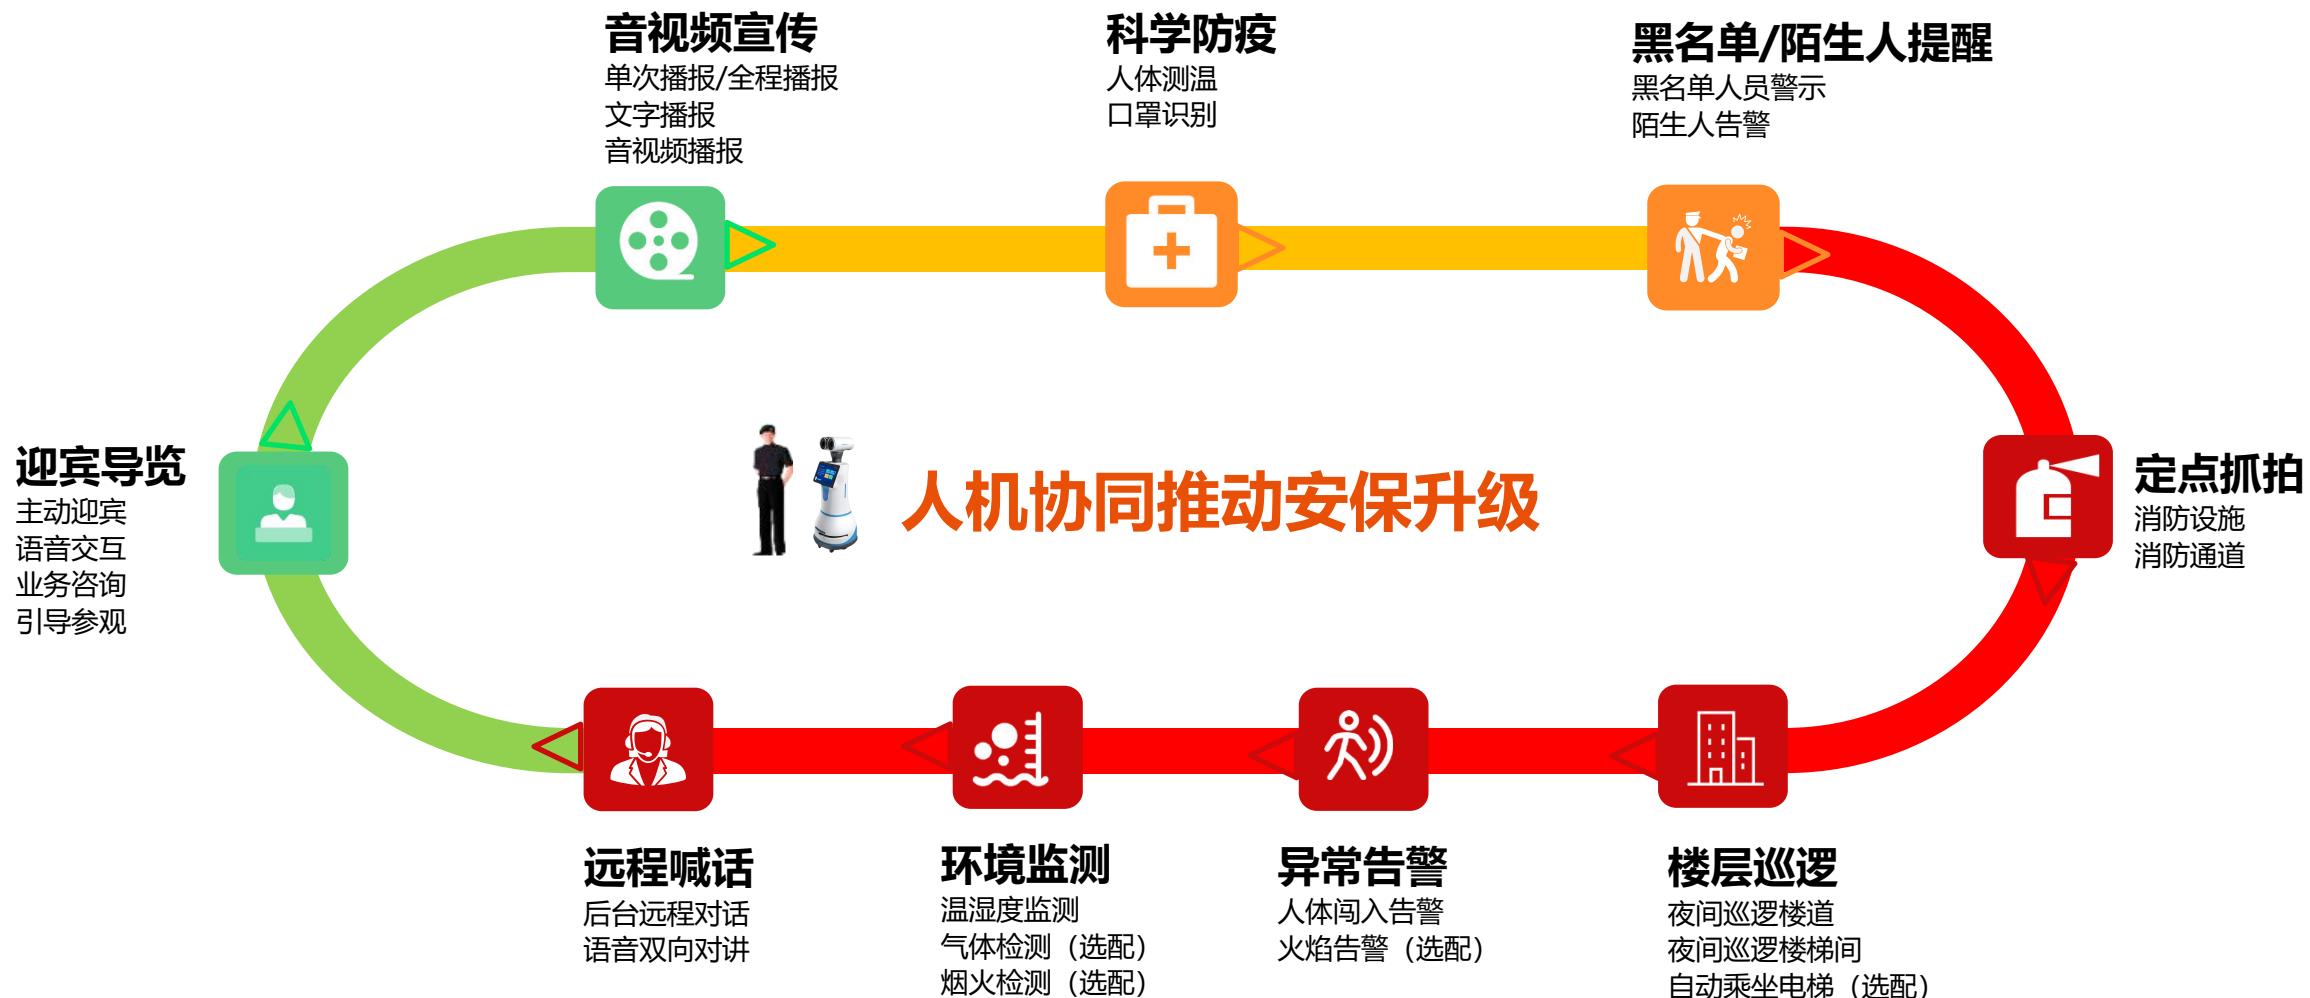 音视频宣传
单次播报/全程播报
文字播报
音视频播报
科学防疫
人体测温
口罩识别
黑名单/陌生人提醒
黑名单人员警示
陌生人告警
迎宾导览
主动迎宾
语音交互
业务咨询
引导参观
人机协同推动安保升级
定点抓拍
消防设施
消防通道
远程喊话
后台远程对话
语音双向对讲
环境监测
温湿度监测
气体检测（选配）
烟火检测（选配）
异常告警
人体闯入告警
火焰告警（选配）
楼层巡逻
夜间巡逻楼道
夜间巡逻楼梯间
自动乘坐电梯（选配）